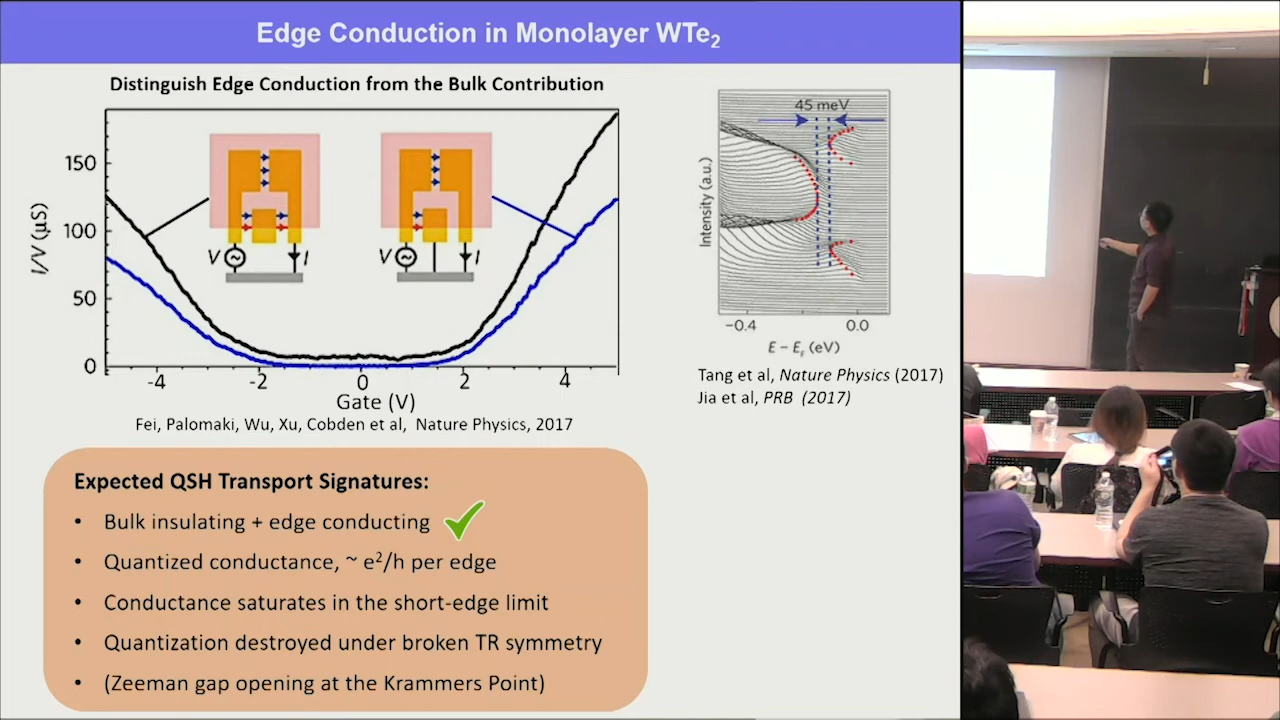 Edge Conduction in Monolayer WTe2
Distinguish Edge Conduction from the Bulk Contribution
I/V (µS)
150
100
50
0
-4
-2
0
2
4
Gate (V)
V
I
V
I
Fei, Palomaki, Wu, Xu, Cobden et al, Nature Physics, 2017
45 meV
Intensity (a.u.)
−0.4
0.0
E − EF (eV)
Tang et al, Nature Physics (2017)
Jia et al, PRB (2017)
Expected QSH Transport Signatures:
• Bulk insulating + edge conducting
• Quantized conductance, ~ e²/h per edge
• Conductance saturates in the short-edge limit
• Quantization destroyed under broken TR symmetry
• (Zeeman gap opening at the Krammers Point)